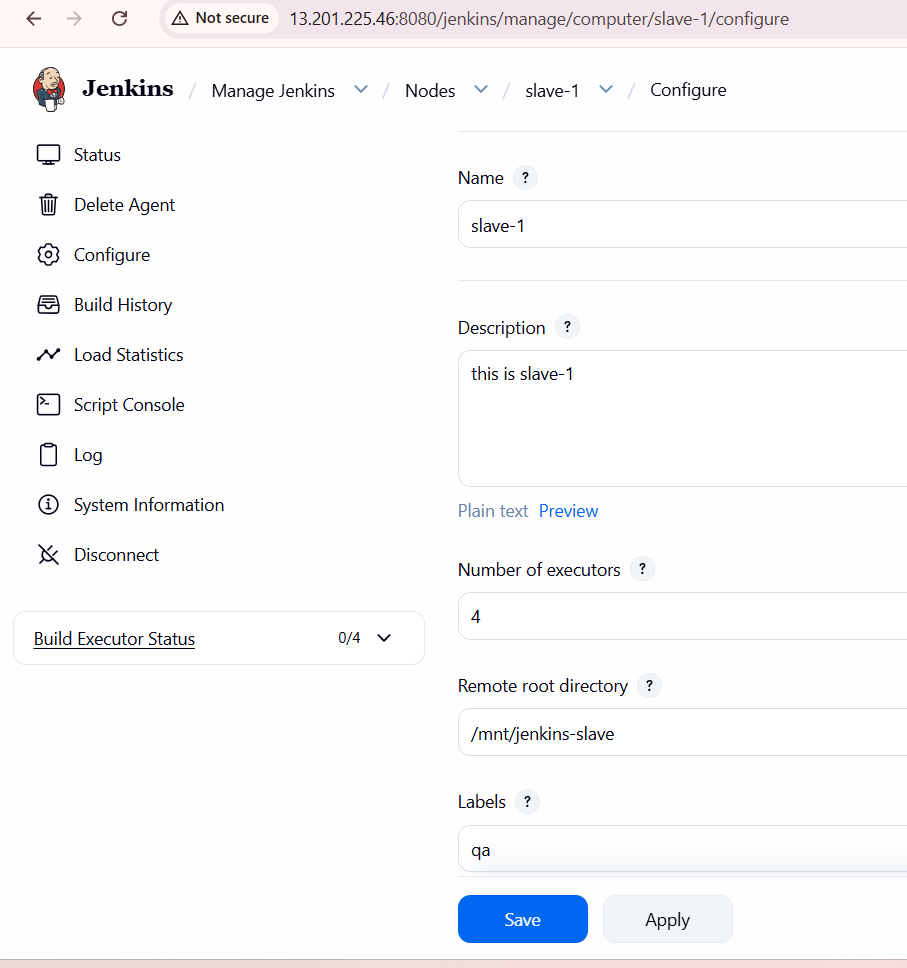 Not secure 13.201.225.46:8080/jenkins/manage/computer/slave-1/configure
Jenkins / Manage Jenkins / Nodes / slave-1 / Configure
Status
Delete Agent
Configure
Build History
Load Statistics
Script Console
Log
System Information
Disconnect
Build Executor Status 0/4
Name ?
slave-1
Description ?
this is slave-1
Plain text Preview
Number of executors ?
4
Remote root directory ?
/mnt/jenkins-slave
Labels ?
qa
Save Apply